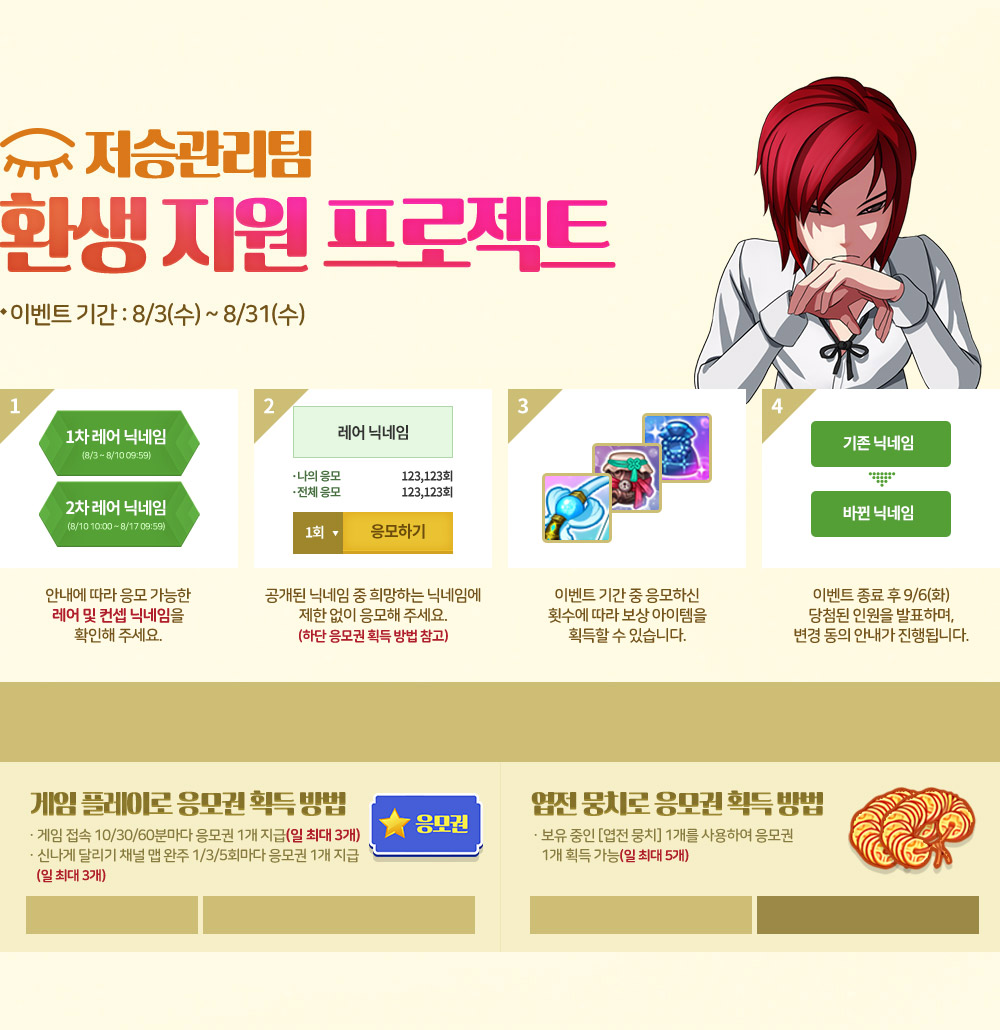 저승관리팀
환생 지원 프로젝트
이벤트 기간 : 8/3(수) ~ 8/31(수)
1
1차 레어 닉네임
(8/3 ~ 8/10 09:59)
2차 레어 닉네임
(8/10 10:00 ~ 8/17 09:59)
안내에 따라 응모 가능한
레어 및 컨셉 닉네임을
확인해 주세요.
2
레어 닉네임
· 나의 응모 123,123회
· 전체 응모 123,123회
1회 ▼ 응모하기
공개된 닉네임 중 희망하는 닉네임에
제한 없이 응모해 주세요.
(하단 응모권 획득 방법 참고)
3
이벤트 기간 중 응모하신
횟수에 따라 보상 아이템을
획득할 수 있습니다.
4
기존 닉네임
바뀐 닉네임
이벤트 종료 후 9/6(화)
당첨된 인원을 발표하며,
변경 동의 안내가 진행됩니다.
게임 플레이로 응모권 획득 방법
· 게임 접속 10/30/60분마다 응모권 1개 지급(일 최대 3개)
· 신나게 달리기 채널 맵 완주 1/3/5회마다 응모권 1개 지급
(일 최대 3개)
응모권
엽전 뭉치로 응모권 획득 방법
· 보유 중인 [엽전 뭉치] 1개를 사용하여 응모권
1개 획득 가능(일 최대 5개)